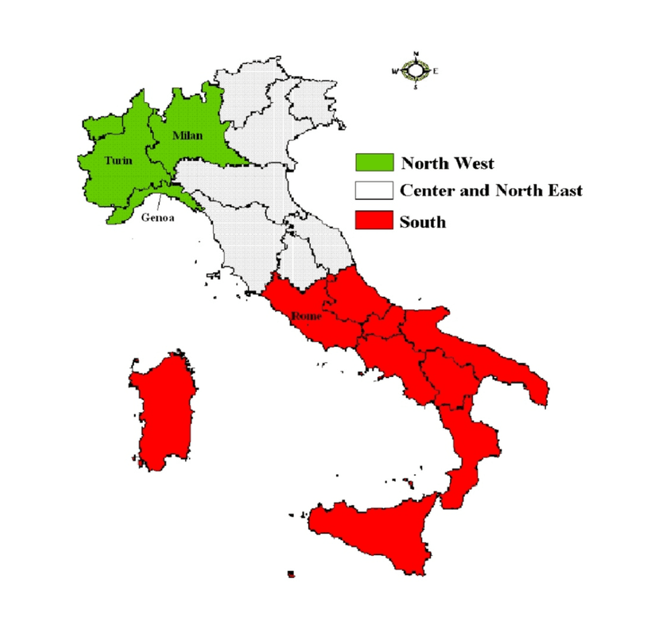 N
W E
S
Milan
Turin
North West
Center and North East
Genoa
South
Rome